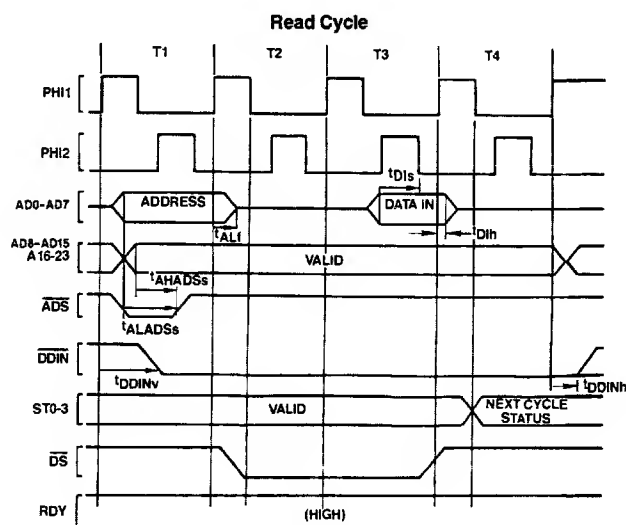 Read Cycle
T1 T2 T3 T4
PHI1
PHI2
tDIs
AD0-AD7 ADDRESS DATA IN
tALf tDIh
AD8-AD15
A16-23
VALID
tAHADSs
ADS
tALADSs
DDIN
tDDINv tDDINh
ST0-3 VALID NEXT CYCLE
STATUS
DS
RDY (HIGH)